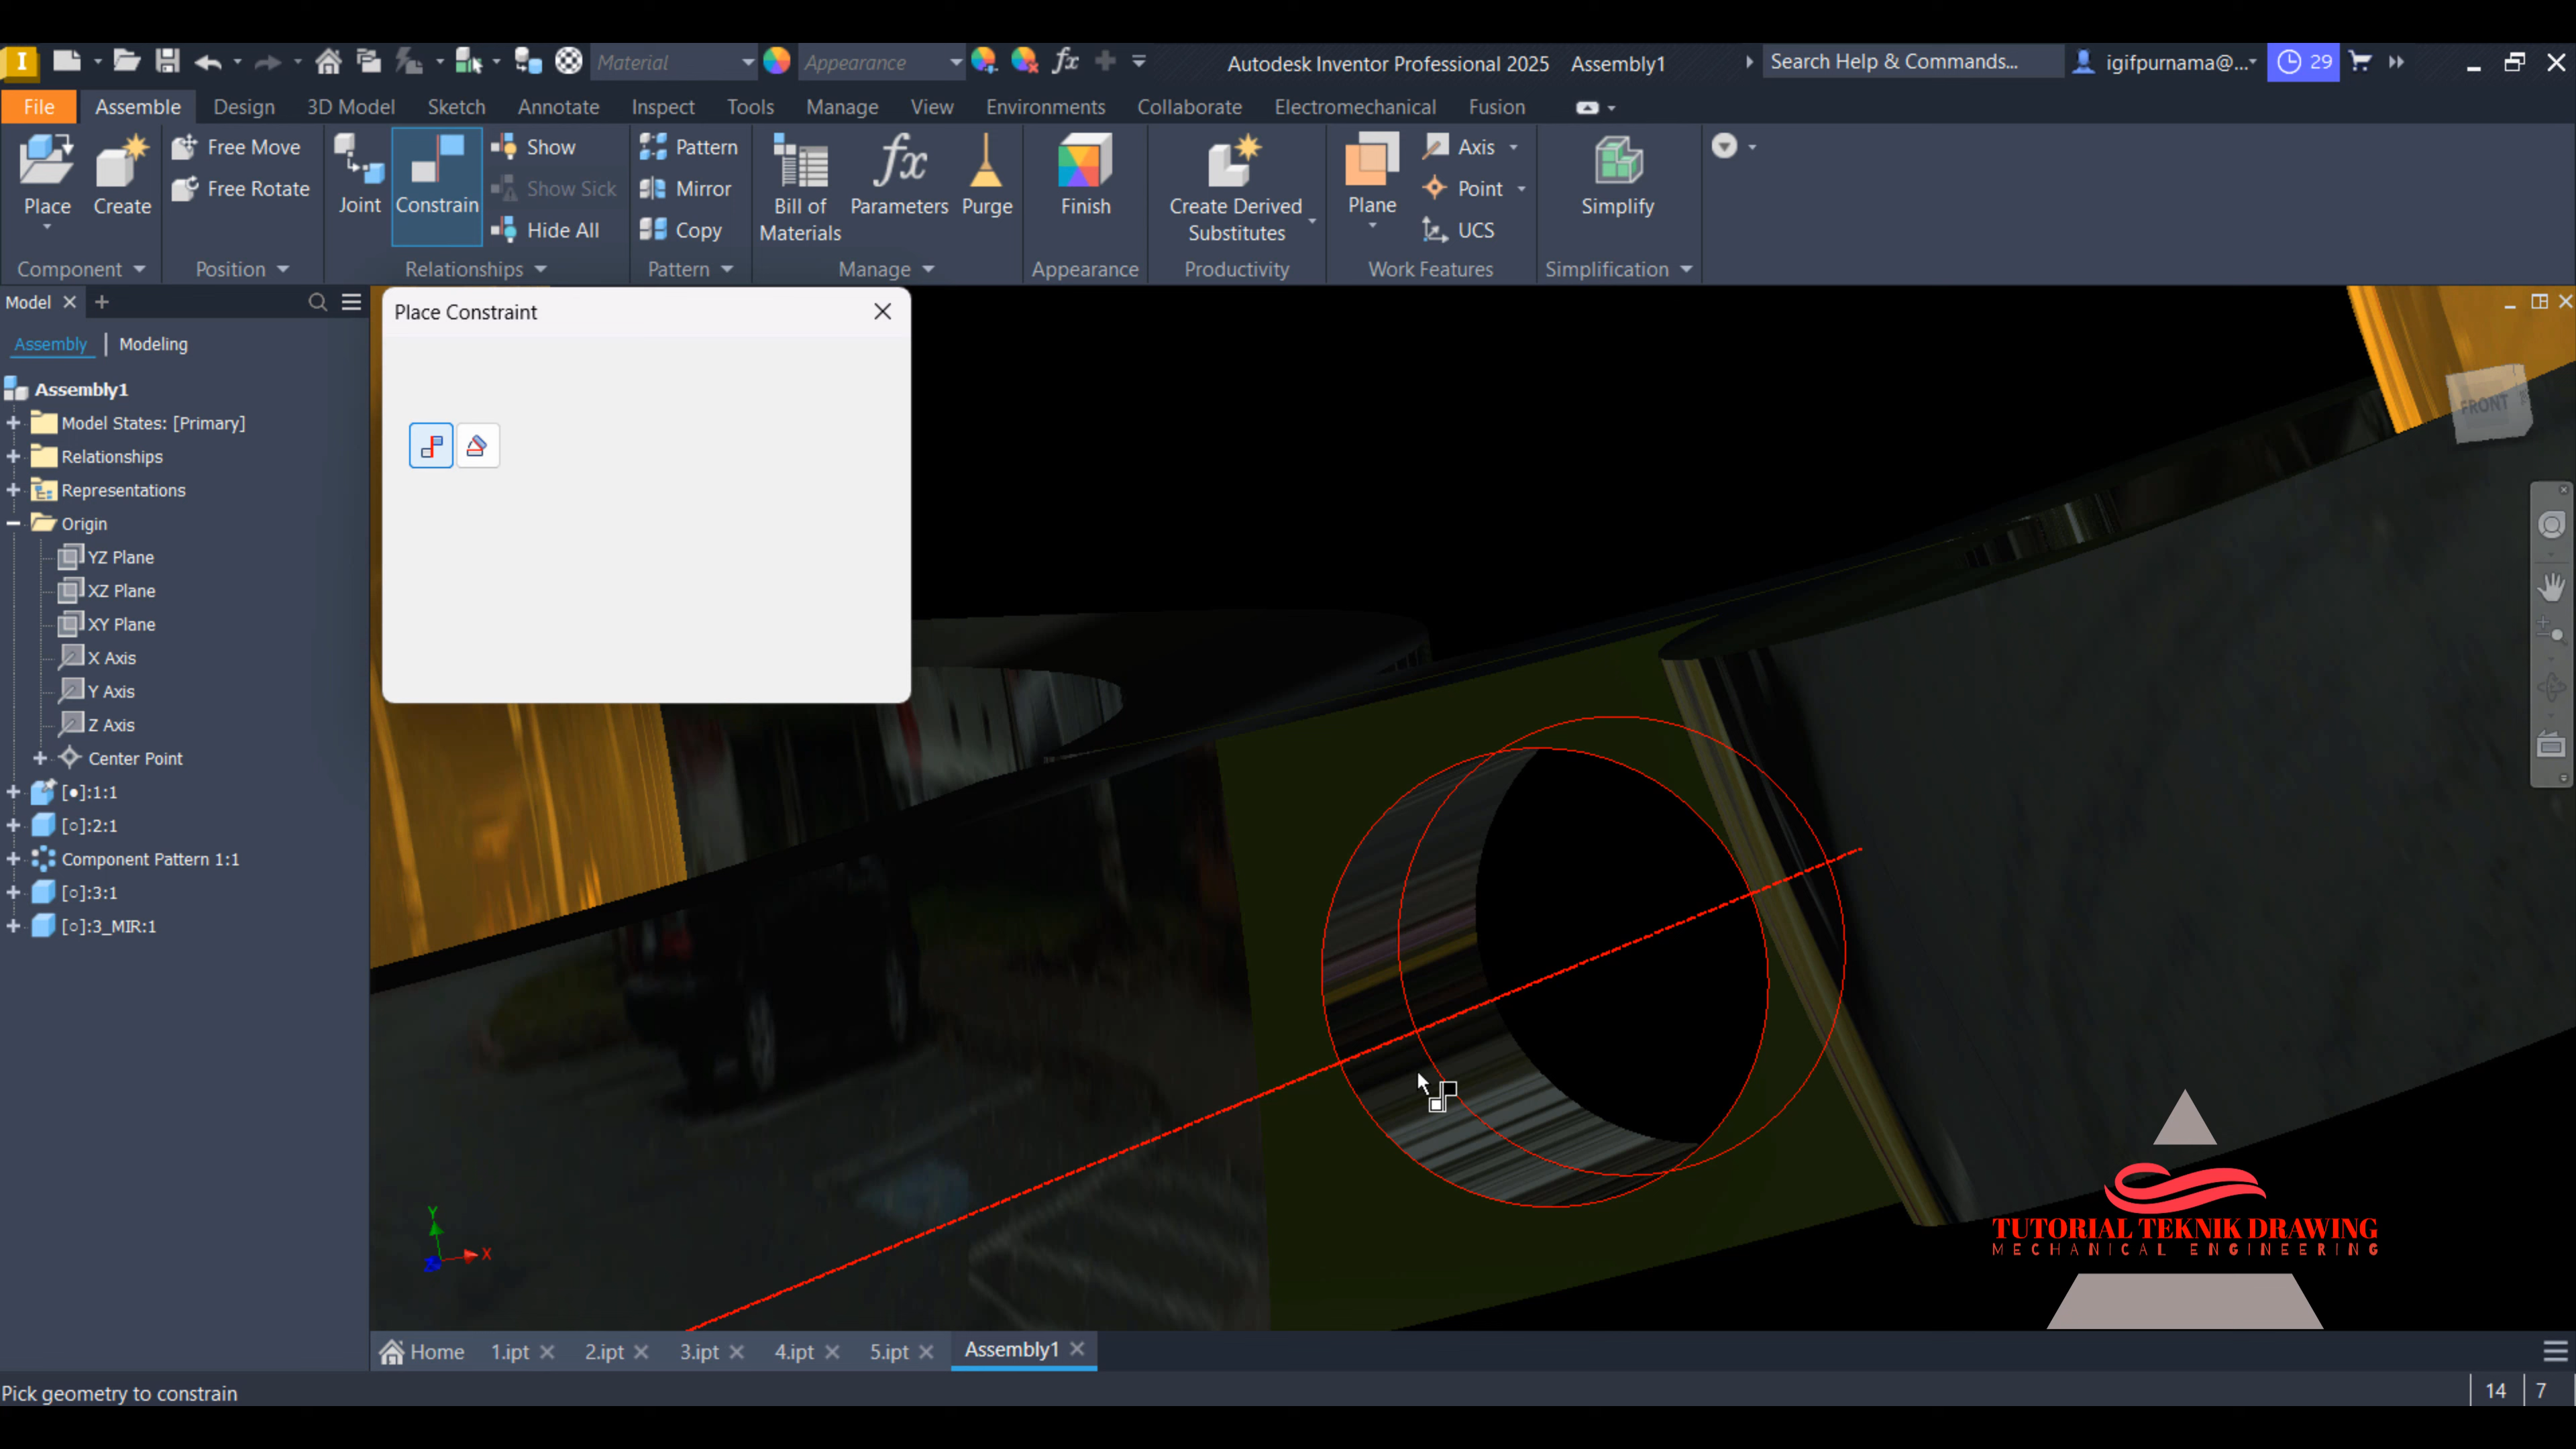 Material
Appearance
fx
Autodesk Inventor Professional 2025
Assembly1
Search Help & Commands...
igifpurnama@...
29
File
Assemble
Design
3D Model
Sketch
Annotate
Inspect
Tools
Manage
View
Environments
Collaborate
Electromechanical
Fusion
Place
Create
Free Move
Free Rotate
Joint
Constrain
Show
Show Sick
Hide All
Pattern
Mirror
Copy
Bill of
Materials
fx
Parameters
Purge
Finish
Create Derived
Substitutes
Plane
Axis
Point
UCS
Simplify
Component
Position
Relationships
Pattern
Manage
Appearance
Productivity
Work Features
Simplification
Model
Place Constraint
Assembly | Modeling
Assembly1
Model States: [Primary]
Relationships
Representations
Origin
YZ Plane
XZ Plane
XY Plane
X Axis
Y Axis
Z Axis
Center Point
[●]:1:1
[○]:2:1
Component Pattern 1:1
[○]:3:1
[○]:3_MIR:1
FRONT
Y
X
TUTORIAL TEKNIK DRAWING
MECHANICAL ENGINEERING
Home
1.ipt
2.ipt
3.ipt
4.ipt
5.ipt
Assembly1
Pick geometry to constrain
14
7